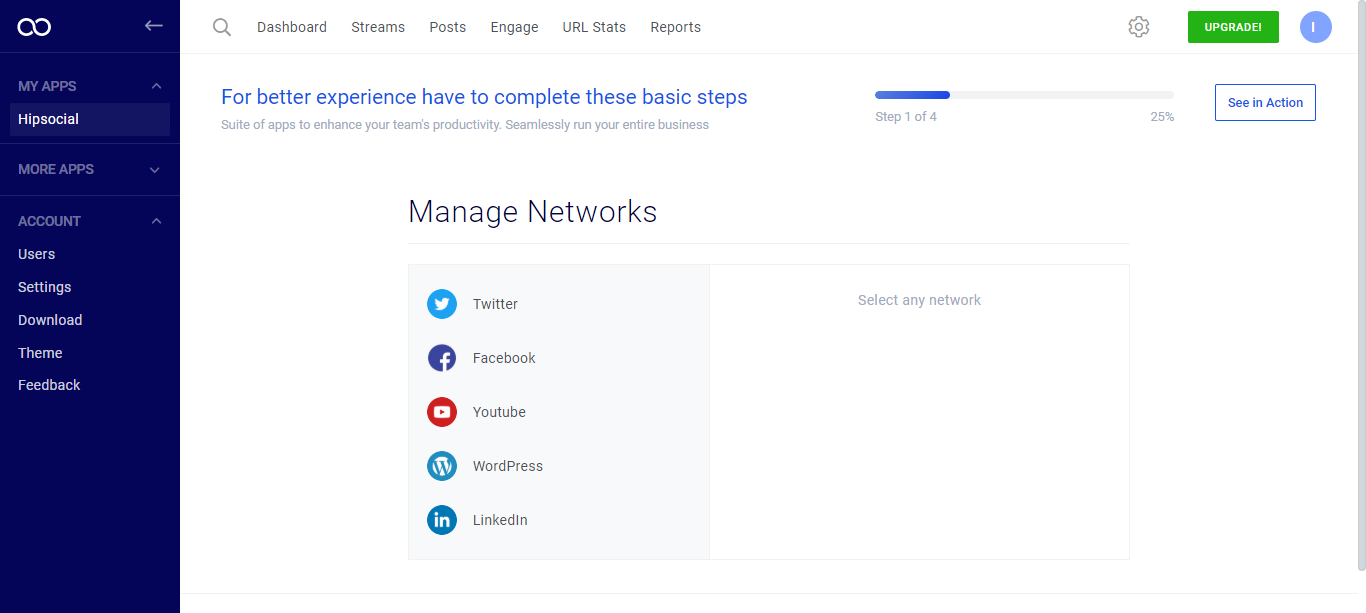 Dashboard Streams Posts Engage URL Stats Reports UPGRADE! I
MY APPS
Hipsocial
MORE APPS
ACCOUNT
Users
Settings
Download
Theme
Feedback
For better experience have to complete these basic steps
Suite of apps to enhance your team's productivity. Seamlessly run your entire business
Step 1 of 4 25%
See in Action
Manage Networks
Twitter
Facebook
Youtube
WordPress
LinkedIn
Select any network